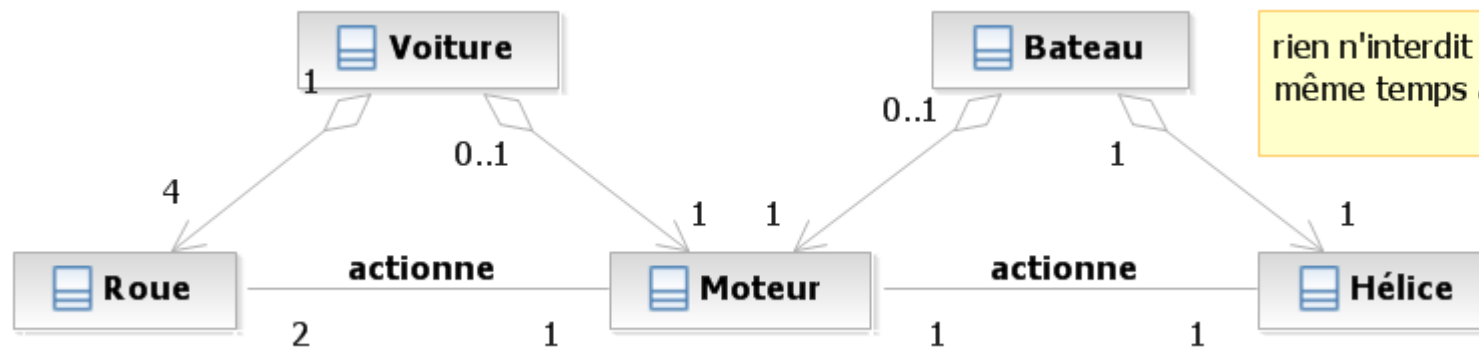 Voiture
Bateau
rien n'interdit
même temps
1
0..1
0..1
1
4
1
1
1
Roue
actionne
Moteur
actionne
Hélice
2
1
1
1